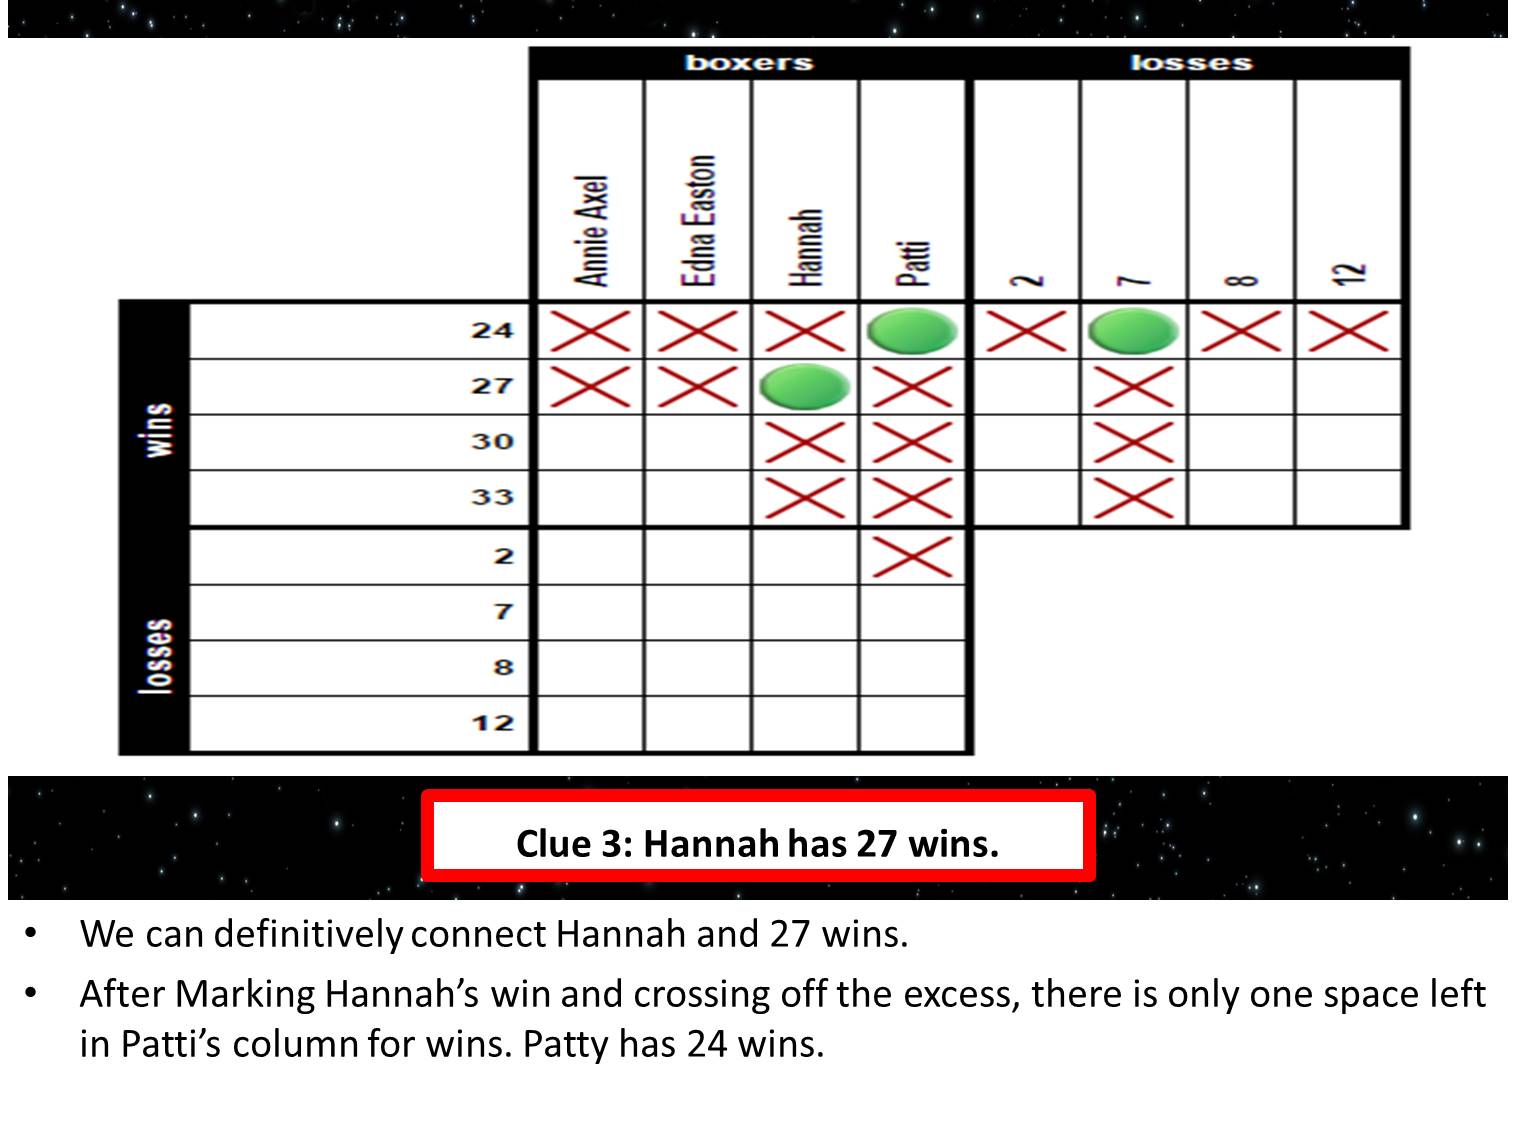 boxers losses
Annie Axel Edna Easton Hannah Patti 2 7 8 12
wins
24
27
30
33
losses
2
7
8
12
Clue 3: Hannah has 27 wins.
• We can definitively connect Hannah and 27 wins.
• After Marking Hannah’s win and crossing off the excess, there is only one space left
in Patti’s column for wins. Patty has 24 wins.